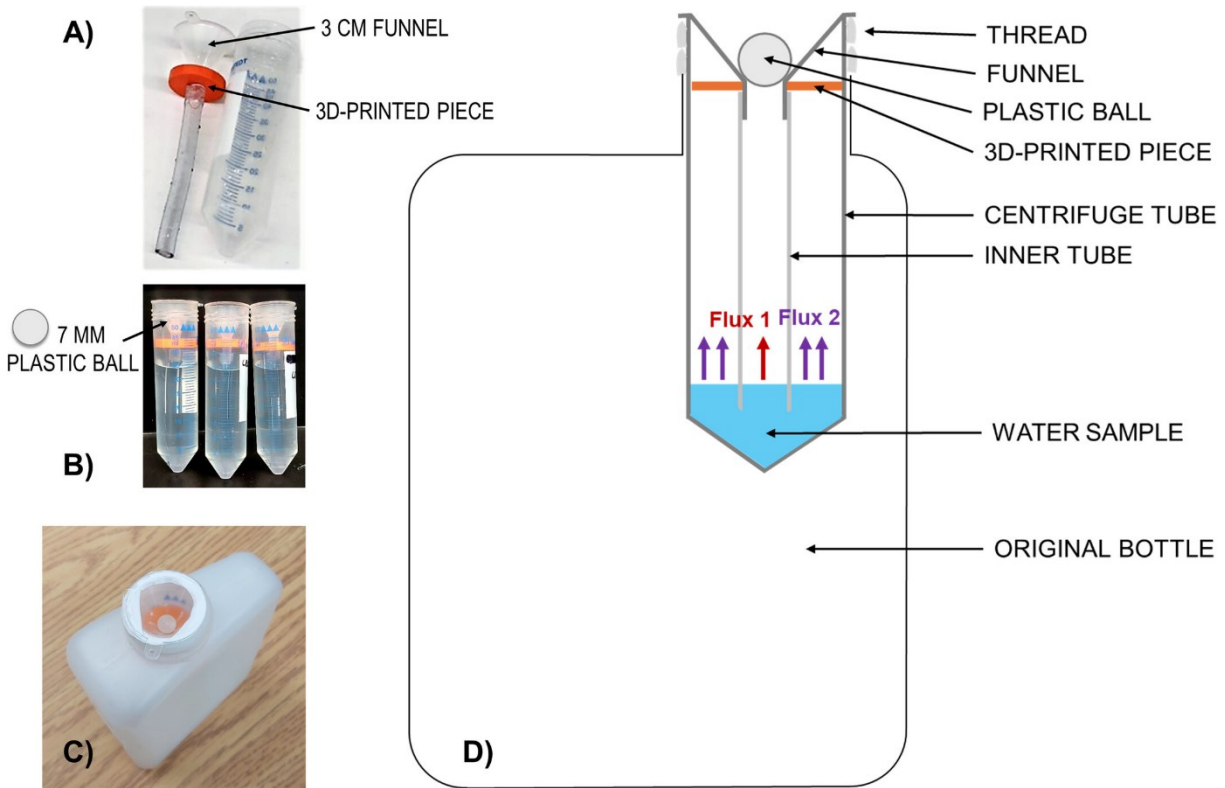 A)
3 CM FUNNEL
3D-PRINTED PIECE
7 MM
PLASTIC BALL
B)
C)
THREAD
FUNNEL
PLASTIC BALL
3D-PRINTED PIECE
CENTRIFUGE TUBE
INNER TUBE
Flux 1
Flux 2
WATER SAMPLE
ORIGINAL BOTTLE
D)